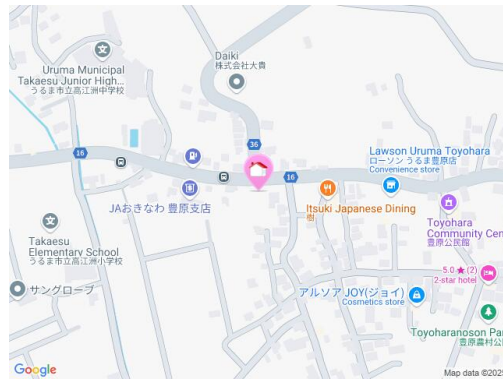 Uruma Municipal
Takaesu Junior High...
うるま市立高江洲中学校
Daiki
株式会社大貴
36
16
16
Lawson Uruma Toyohara
ローソン うるま豊原店
Convenience store
JAおきなわ 豊原支店
Itsuki Japanese Dining
樹
Toyohara
Community Cen
豊原公民館
Takaesu
Elementary School
うるま市立高江洲小学校
5.0 ★ (2)
2-star hotel
サングローブ
アルソア JOY(ジョイ)
Cosmetics store
Toyoharanoson Par
豊原農村公
Google
Map data ©202